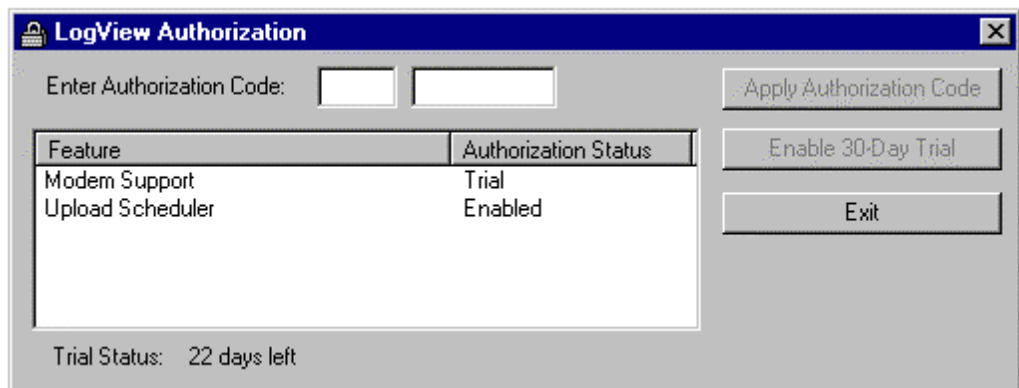 LogView Authorization
Enter Authorization Code:
Apply Authorization Code
Feature Authorization Status
Enable 30-Day Trial
Modem Support Trial
Upload Scheduler Enabled
Exit
Trial Status: 22 days left